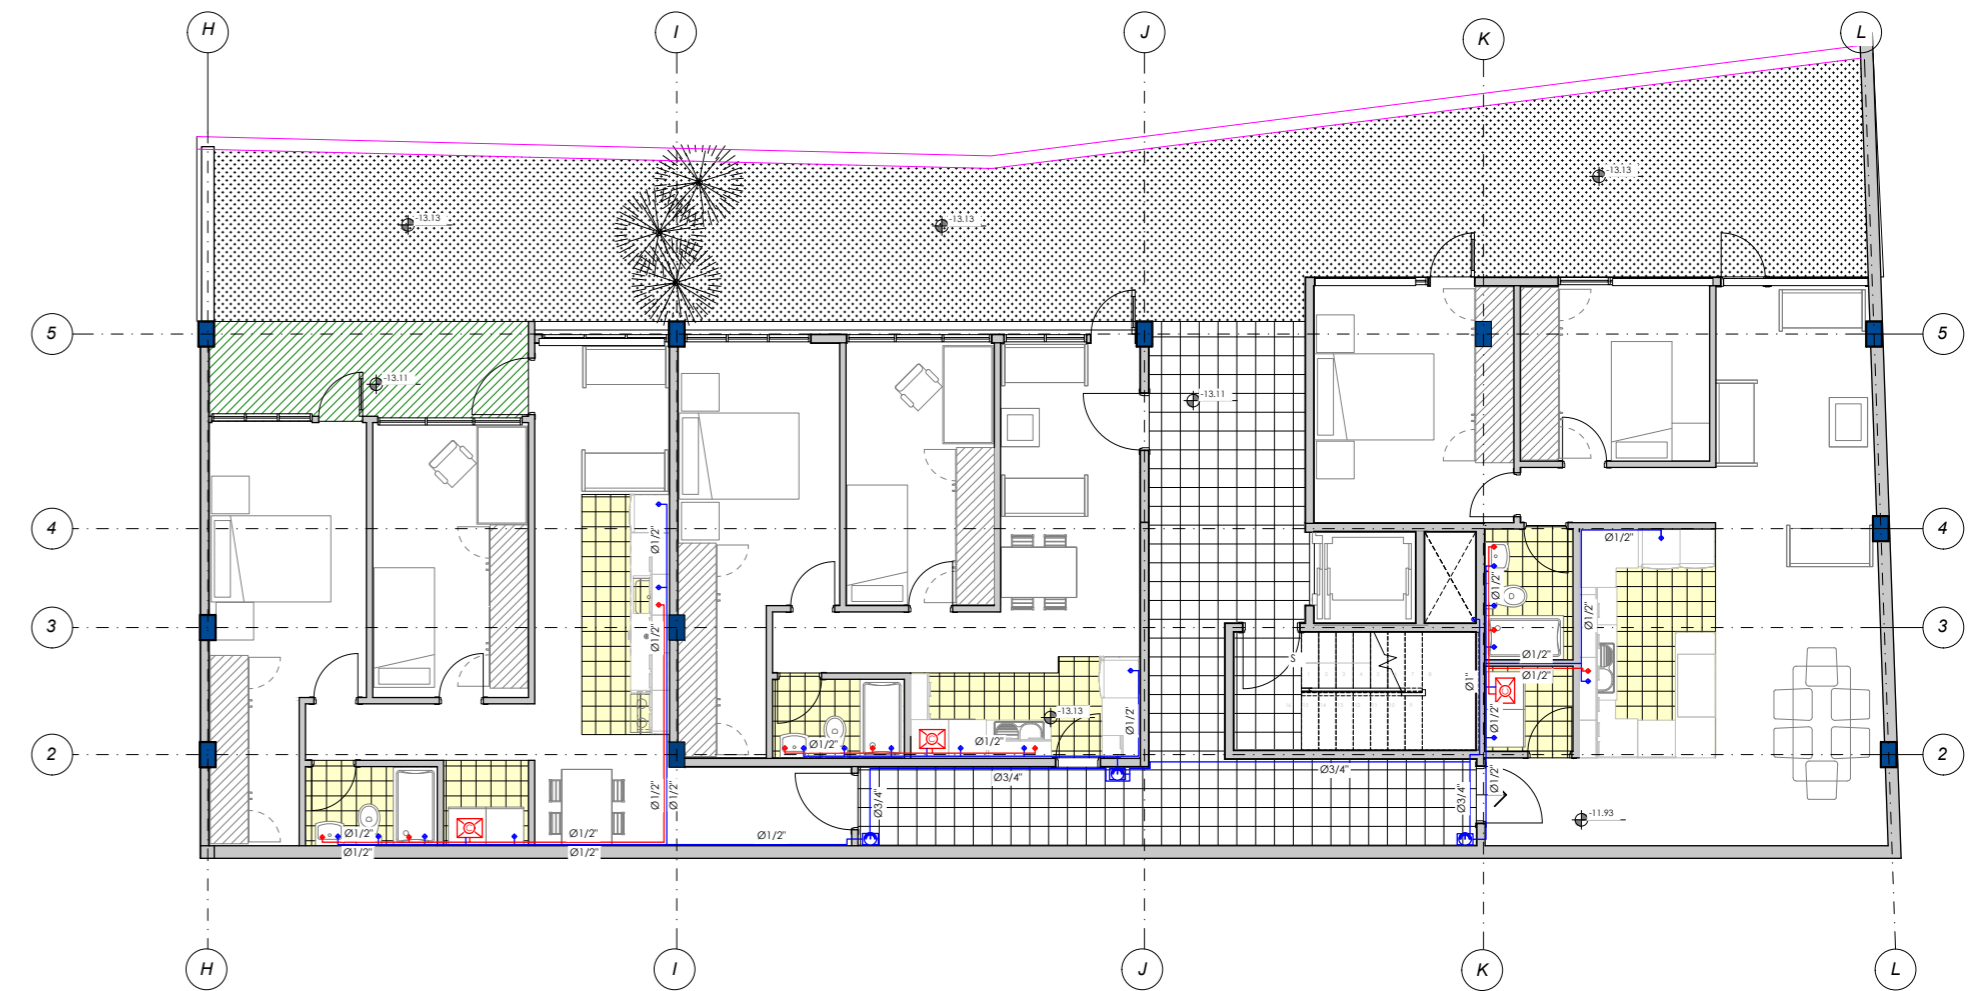 H I J K L
-13.13
-13.13
-13.13
5 5
-13.11
-13.11
4 4
Ø1/2"
Ø1/2"
Ø1/2"
Ø1/2"
Ø1/2"
3 3
S
Ø1/2"
Ø1/2"
Ø1"
-13.13
Ø1/2"
Ø1/2"
Ø1/2"
Ø1/2"
2 2
Ø3/4"
Ø3/4"
Ø1/2"
Ø1/2"
Ø1/2"
Ø3/4"
Ø3/4"
-11.93
Ø1/2"
Ø1/2"
Ø1/2"
Ø1/2"
Ø1/2"
H I J K L